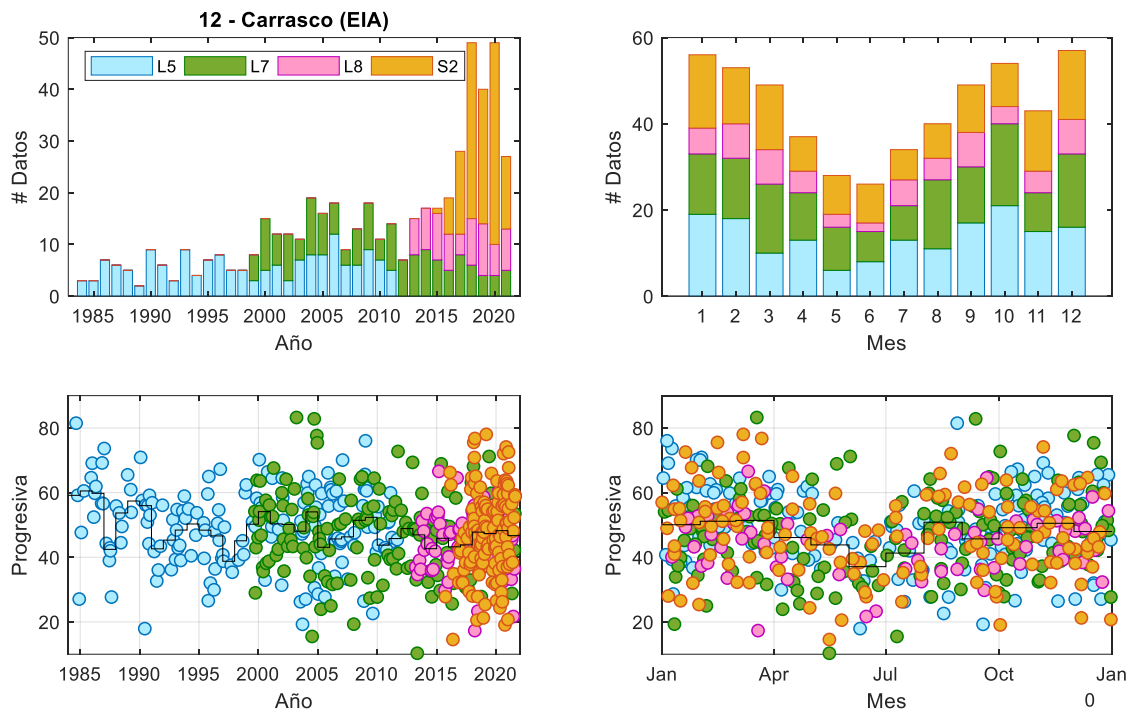 12 - Carrasco (EIA)
50
40
30
20
10
0
# Datos
L5 L7 L8 S2
1985 1990 1995 2000 2005 2010 2015 2020
Año
60
40
20
0
# Datos
1 2 3 4 5 6 7 8 9 10 11 12
Mes
80
60
40
20
Progresiva
1985 1990 1995 2000 2005 2010 2015 2020
Año
80
60
40
20
Progresiva
Jan Apr Jul Oct Jan
Mes
0